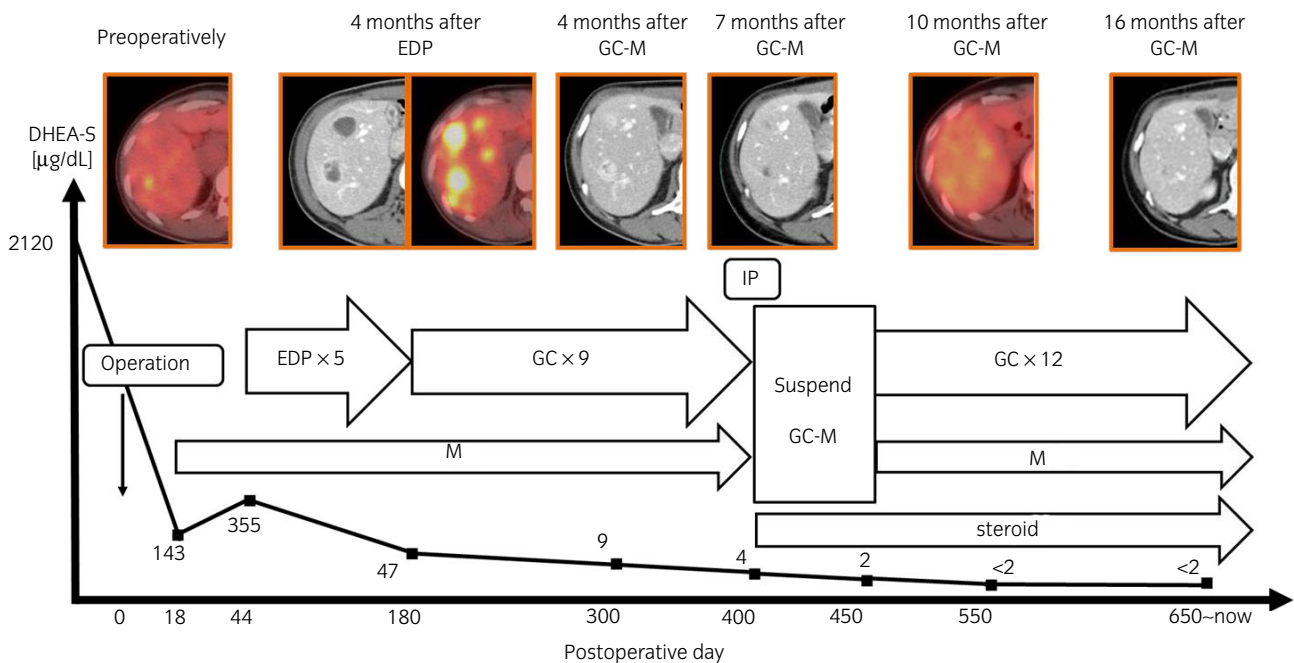 Preoperatively
4 months after
EDP
4 months after
GC-M
7 months after
GC-M
10 months after
GC-M
16 months after
GC-M
DHEA-S
[µg/dL]
2120
IP
Operation
EDP × 5
GC × 9
Suspend
GC-M
GC × 12
M
M
steroid
143
355
47
9
4
2
<2
<2
0
18
44
180
300
400
450
550
650~now
Postoperative day